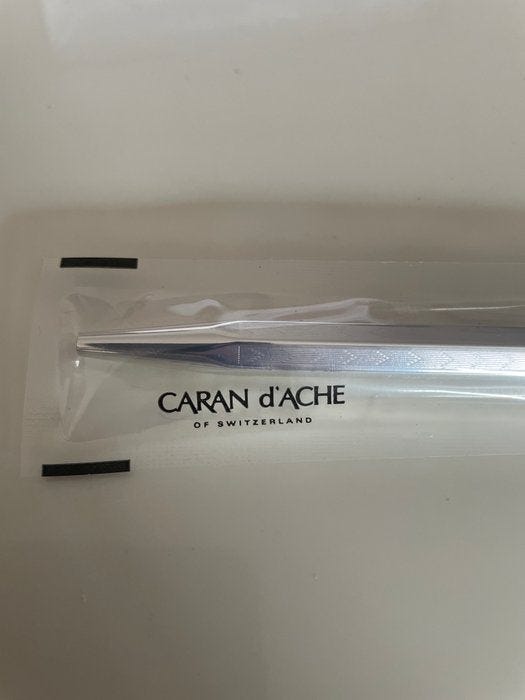 CARAN d'ACHE
OF SWITZERLAND